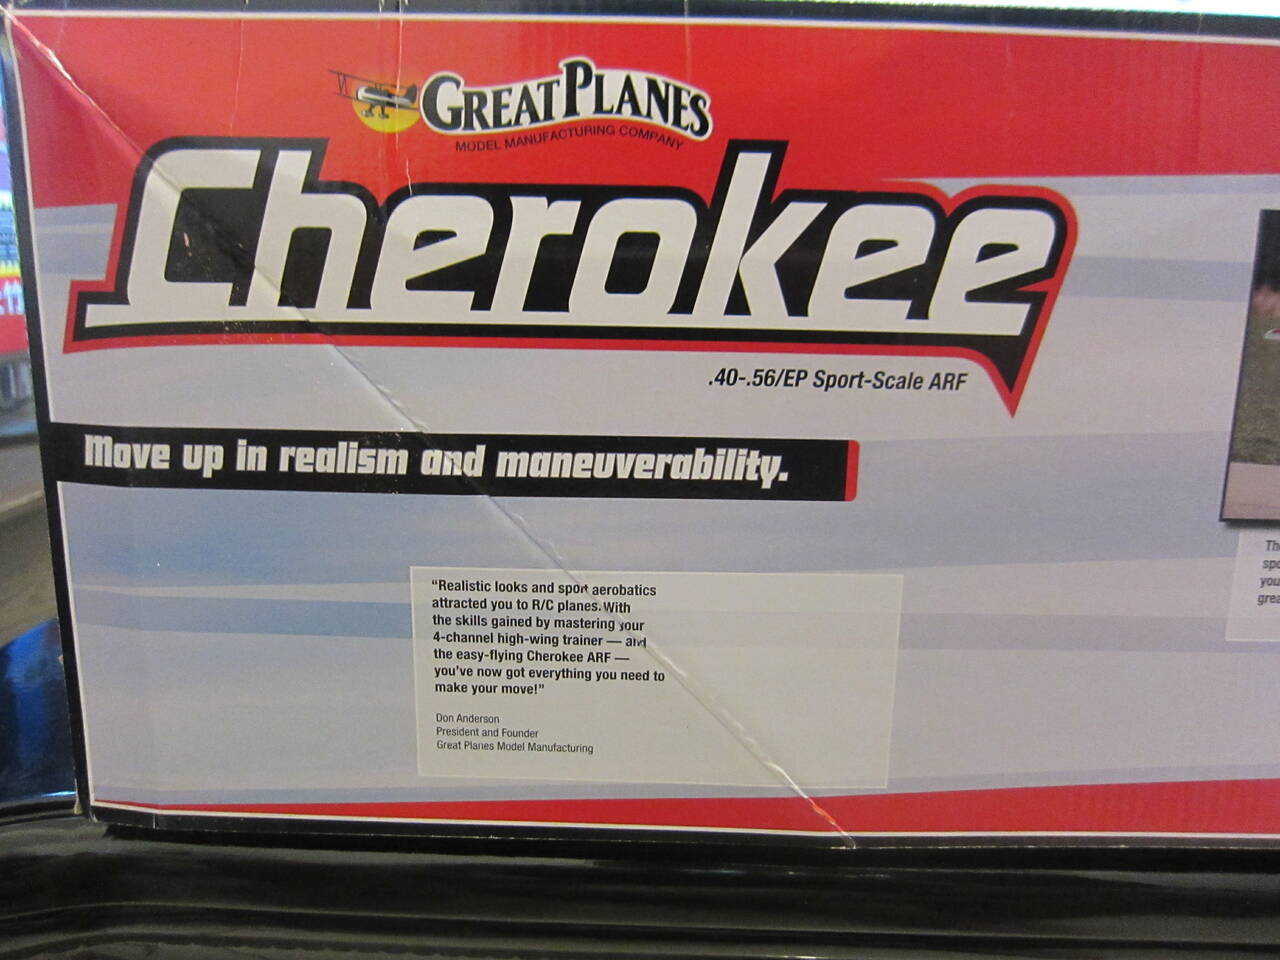 GREAT PLANES
MODEL MANUFACTURING COMPANY
Cherokee
.40-.56/EP Sport-Scale ARF
Move up in realism and maneuverability.
“Realistic looks and sport aerobatics
attracted you to R/C planes. With
the skills gained by mastering your
4-channel high-wing trainer — and
the easy-flying Cherokee ARF —
you've now got everything you need to
make your move!”
Don Anderson
President and Founder
Great Planes Model Manufacturing